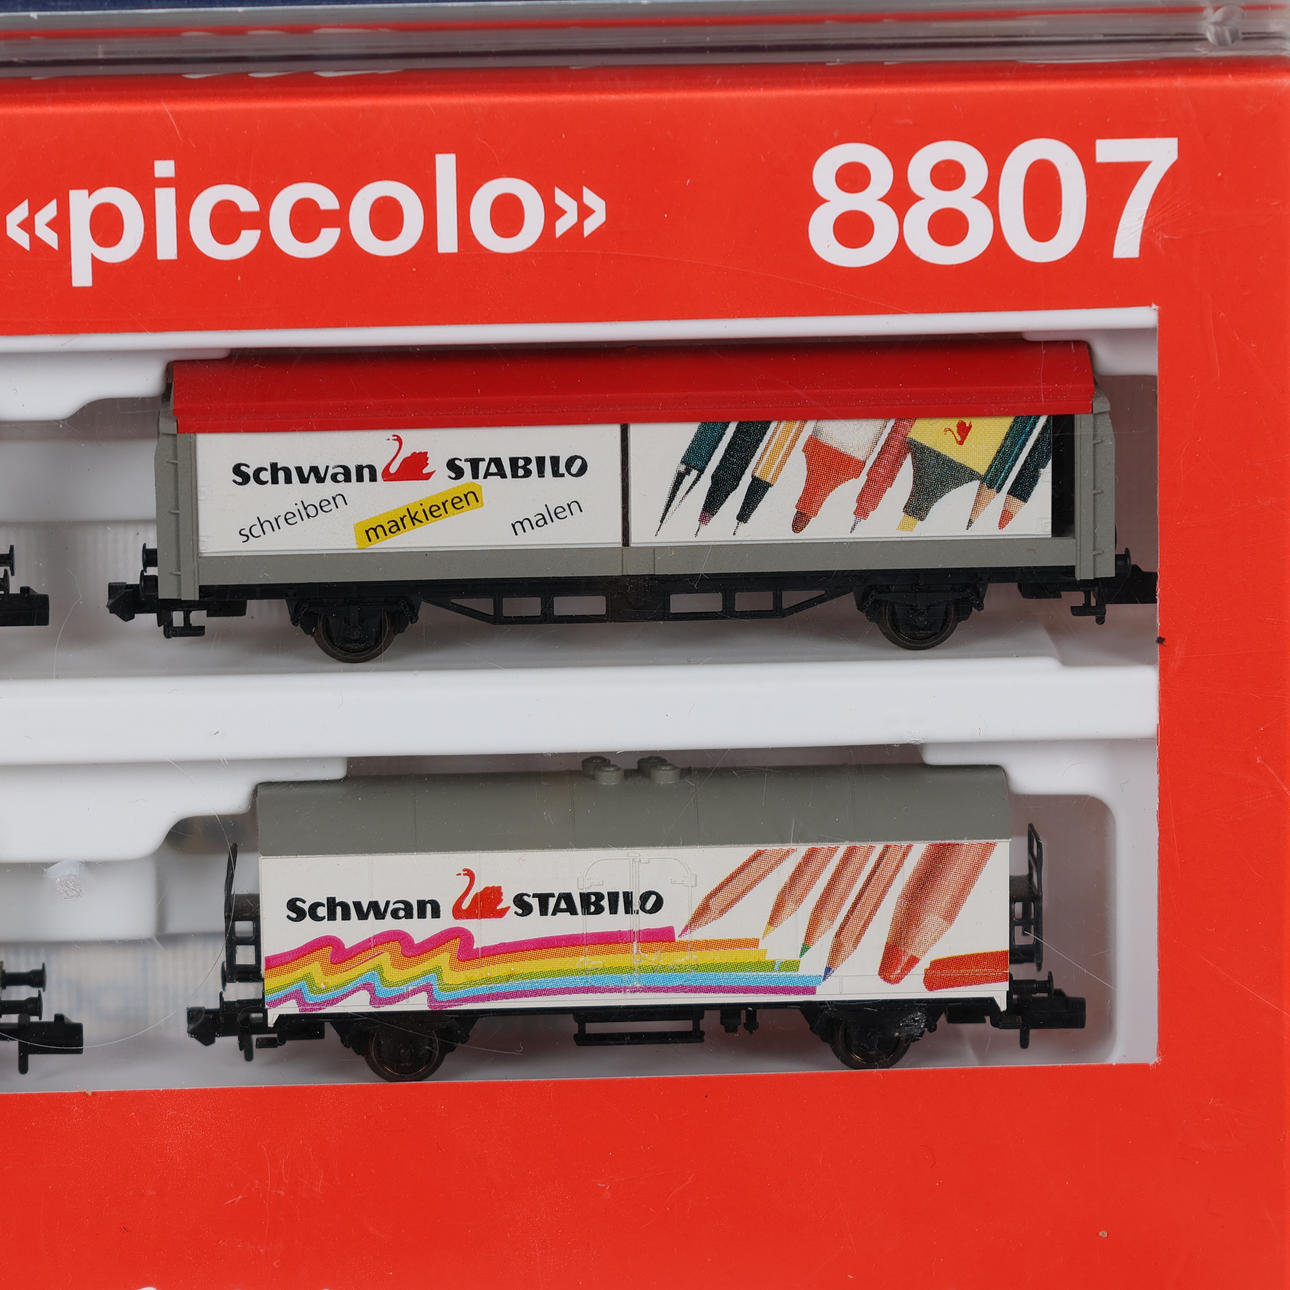 «piccolo» 8807
Schwan STABILO
schreiben markieren malen
Schwan STABILO